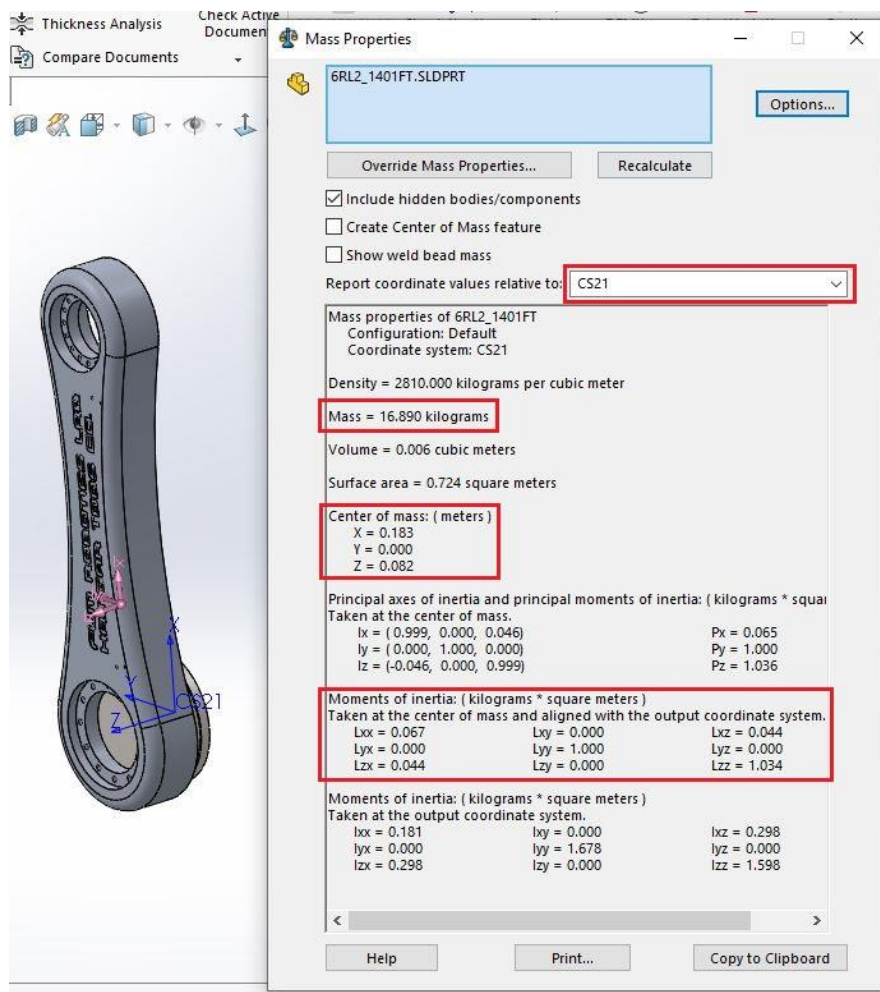 Thickness Analysis
Check Active
Documen
Compare Documents
Mass Properties
6RL2_1401FT.SLDPRT
Options...
Override Mass Properties...
Recalculate
Include hidden bodies/components
Create Center of Mass feature
Show weld bead mass
Report coordinate values relative to:
CS21
Mass properties of 6RL2_1401FT
Configuration: Default
Coordinate system: CS21
Density = 2810.000 kilograms per cubic meter
Mass = 16.890 kilograms
Volume = 0.006 cubic meters
Surface area = 0.724 square meters
Center of mass: ( meters )
X = 0.183
Y = 0.000
Z = 0.082
Principal axes of inertia and principal moments of inertia: ( kilograms * squar
Taken at the center of mass.
Ix = ( 0.999, 0.000, 0.046) Px = 0.065
Iy = ( 0.000, 1.000, 0.000) Py = 1.000
Iz = (-0.046, 0.000, 0.999) Pz = 1.036
Moments of inertia: ( kilograms * square meters )
Taken at the center of mass and aligned with the output coordinate system.
Lxx = 0.067 Lxy = 0.000 Lxz = 0.044
Lyx = 0.000 Lyy = 1.000 Lyz = 0.000
Lzx = 0.044 Lzy = 0.000 Lzz = 1.034
Moments of inertia: ( kilograms * square meters )
Taken at the output coordinate system.
Ixx = 0.181 Ixy = 0.000 Ixz = 0.298
Iyx = 0.000 Iyy = 1.678 Iyz = 0.000
Izx = 0.298 Izy = 0.000 Izz = 1.598
Help
Print...
Copy to Clipboard
X
Y
Z
CS21